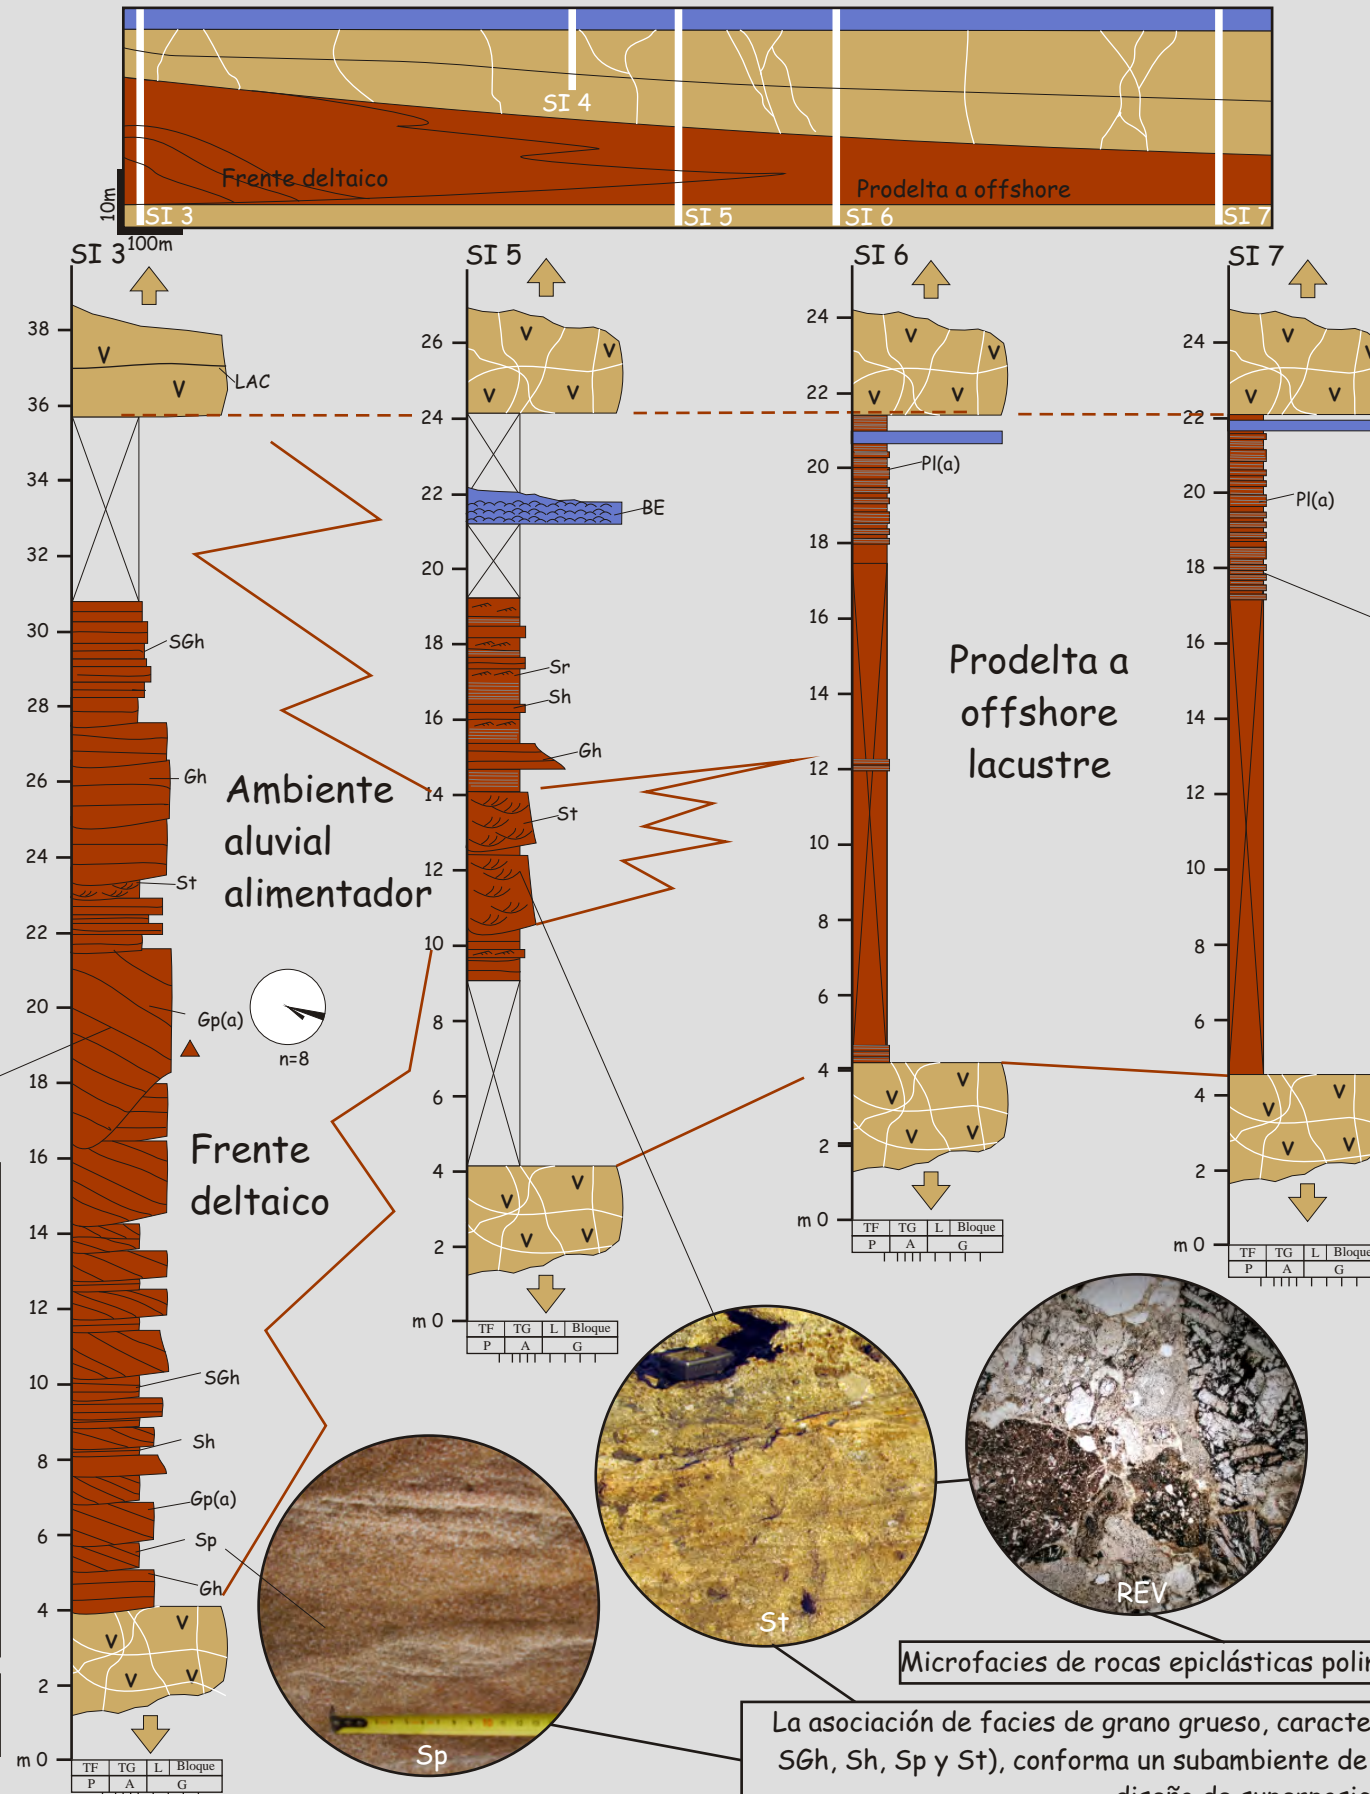 SI 4
Frente deltaico
Prodelta a offshore
10m
SI 3
SI 5
SI 6
SI 7
100m
SI 3
38
36
34
32
30
28
26
24
22
20
18
16
14
12
10
8
6
4
2
m 0
V
V
LAC
SGh
Gh
St
Gp(a)
n=8
SGh
Sh
Gp(a)
Sp
Gh
V
V
V
V
TF TG L Bloque
P A G
Ambiente
aluvial
alimentador
Frente
deltaico
SI 5
26
24
22
20
18
16
14
12
10
8
6
4
2
m 0
V
V
V
V
BE
Sr
Sh
Gh
St
V
V
V
V
TF TG L Bloque
P A G
SI 6
24
22
20
18
16
14
12
10
8
6
4
2
m 0
V
V
V
V
Pl(a)
V
V
V
V
TF TG L Bloque
P A G
Prodelta a
offshore
lacustre
SI 7
24
22
20
18
16
14
12
10
8
6
4
2
m 0
V
V
V
Pl(a)
V
V
V
V
TF TG L Bloque
P A G
Sp
St
REV
Microfacies de rocas epiclásticas polim
La asociación de facies de grano grueso, caracte
SGh, Sh, Sp y St), conforma un subambiente de